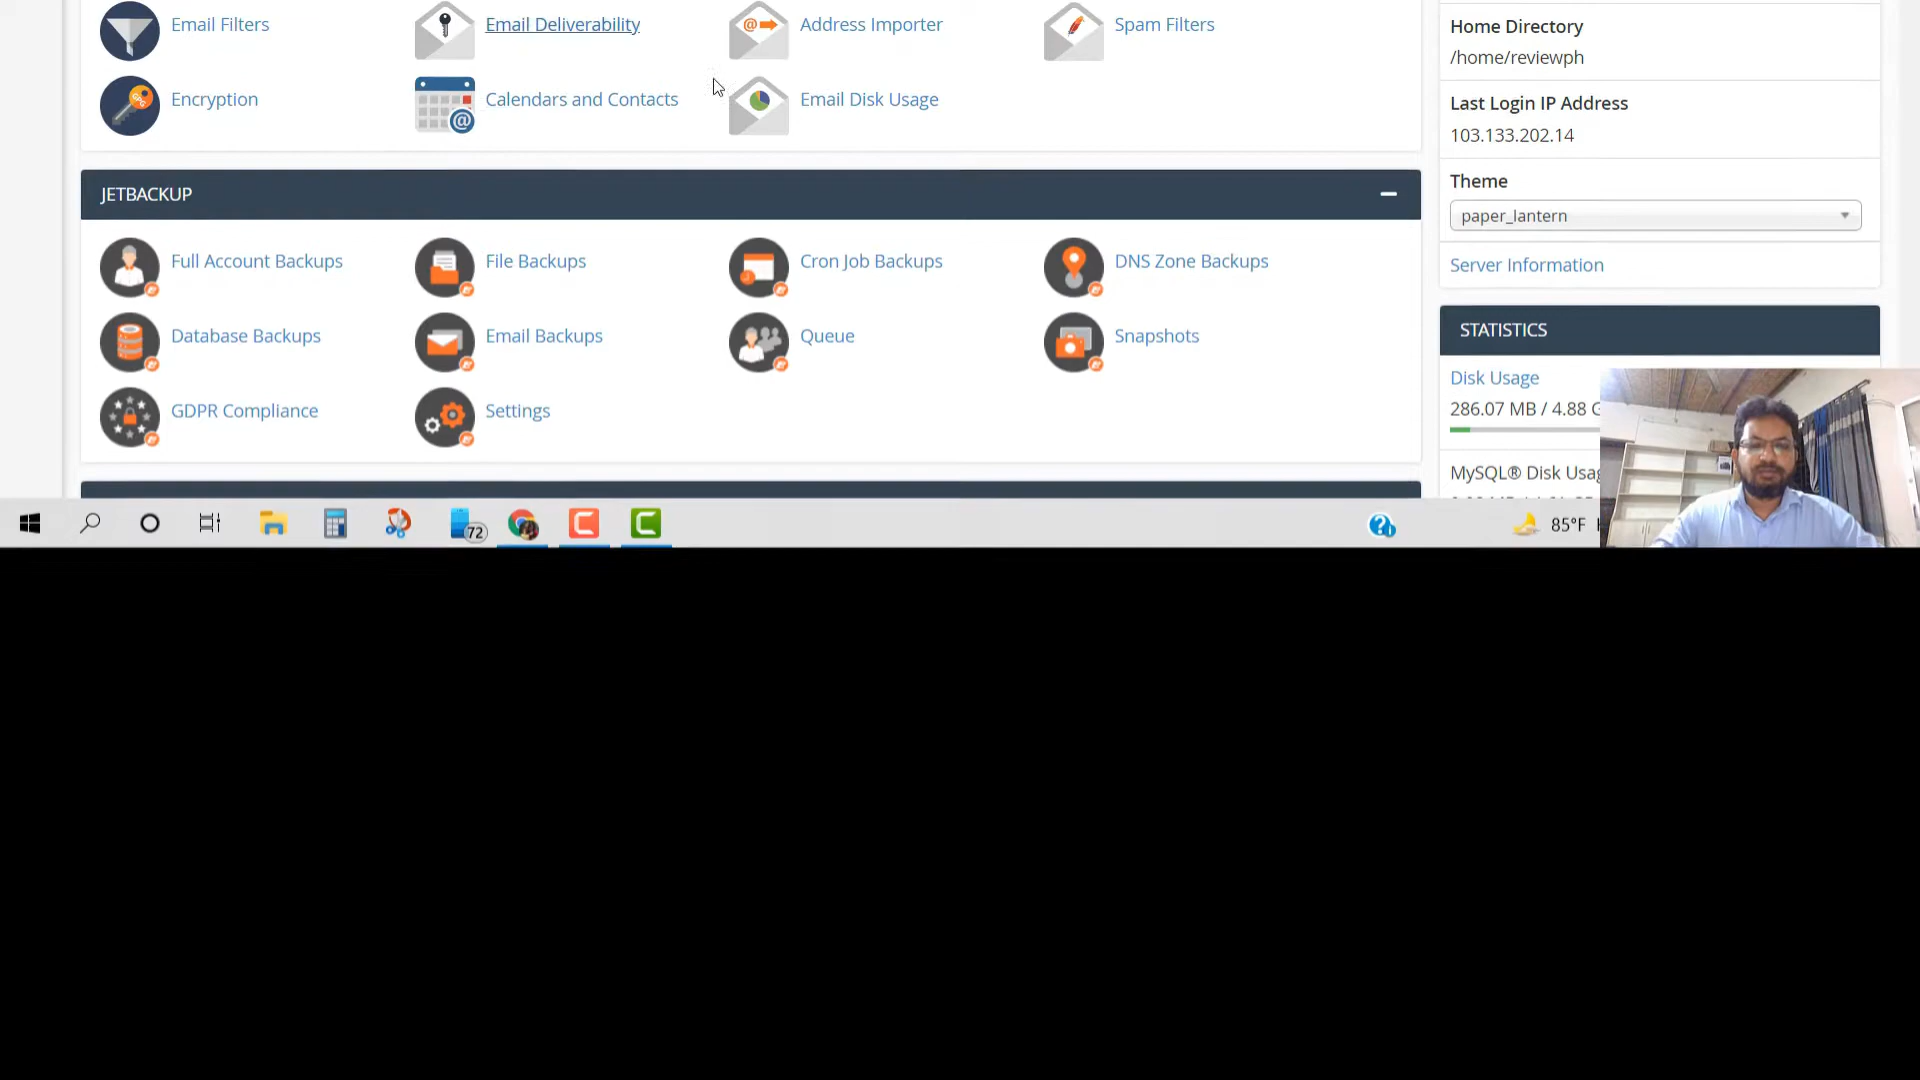 Email Filters
Email Deliverability
Address Importer
Spam Filters
Encryption
Calendars and Contacts
Email Disk Usage
JETBACKUP
Full Account Backups
File Backups
Cron Job Backups
DNS Zone Backups
Database Backups
Email Backups
Queue
Snapshots
GDPR Compliance
Settings
Home Directory
/home/reviewph
Last Login IP Address
103.133.202.14
Theme
paper_lantern
Server Information
STATISTICS
Disk Usage
286.07 MB / 4.88 G
MySQL® Disk Usag
72
85°F